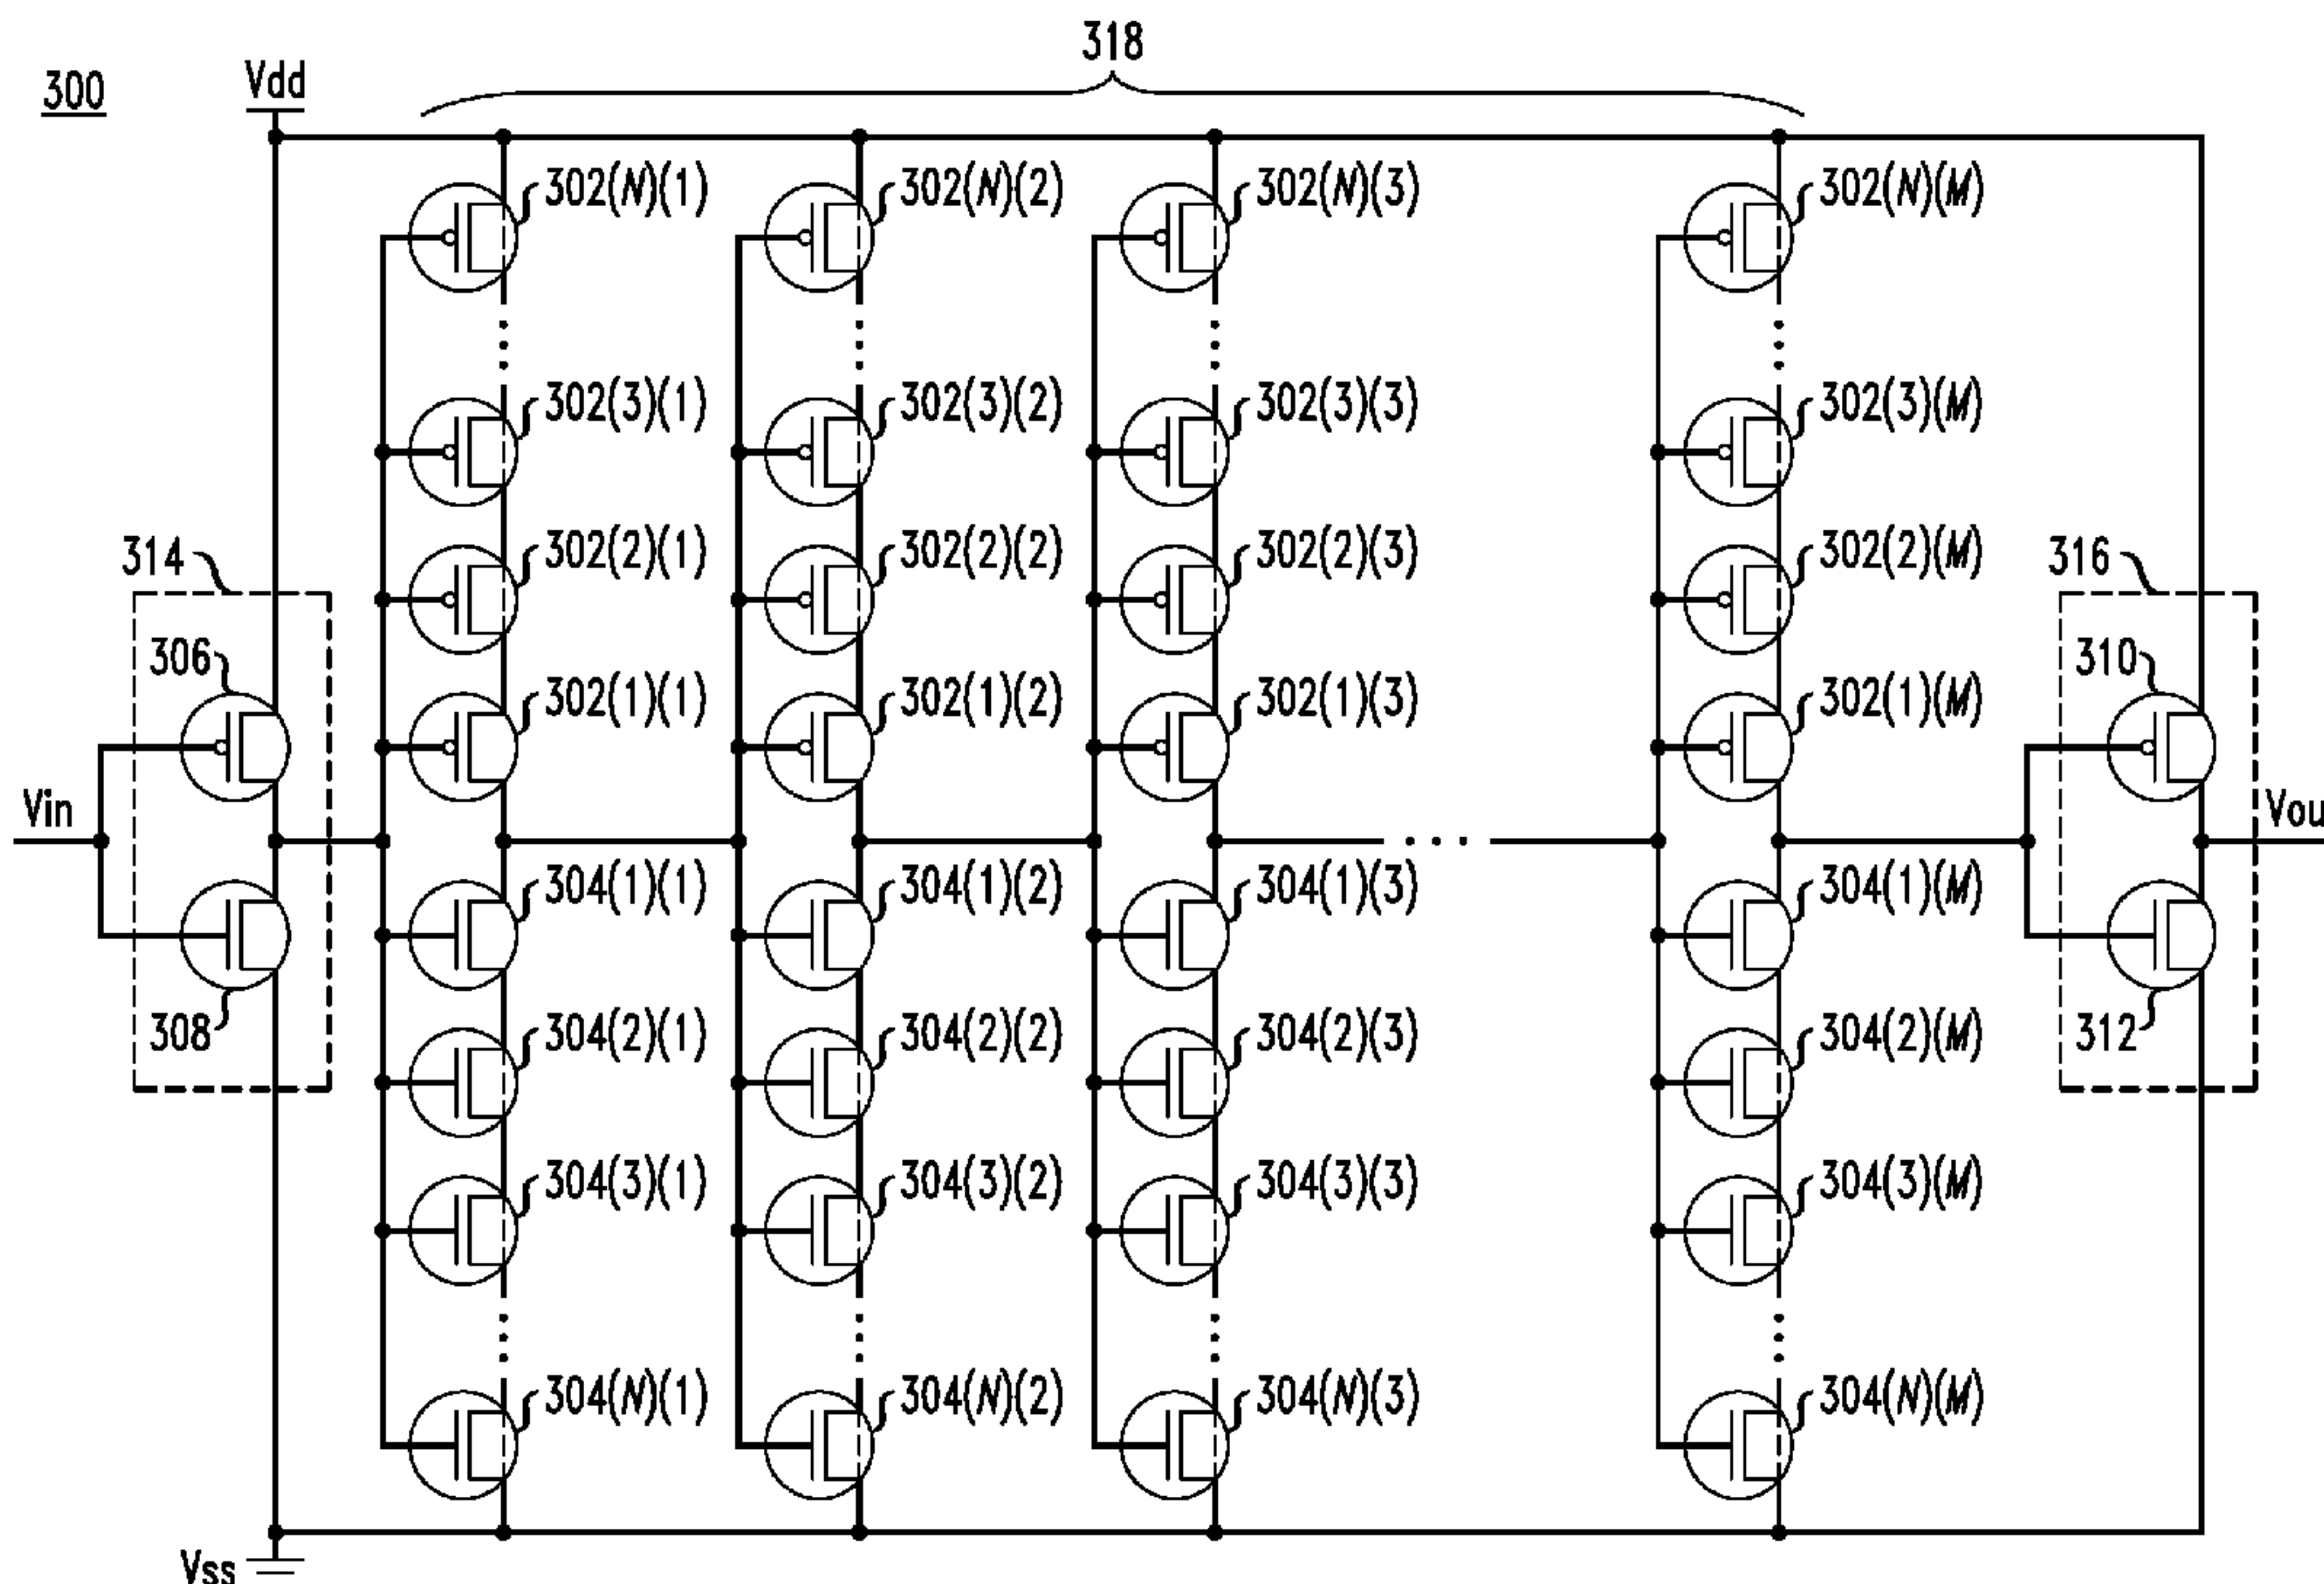 318
300
Vdd
302(N)(1) 302(N)(2) 302(N)(3) 302(N)(M)
302(3)(1) 302(3)(2) 302(3)(3) 302(3)(M)
302(2)(1) 302(2)(2) 302(2)(3) 302(2)(M)
314
316
306
310
302(1)(1) 302(1)(2) 302(1)(3) 302(1)(M)
Vin
Vou
304(1)(1) 304(1)(2) 304(1)(3) 304(1)(M)
308
312
304(2)(1) 304(2)(2) 304(2)(3) 304(2)(M)
304(3)(1) 304(3)(2) 304(3)(3) 304(3)(M)
304(N)(1) 304(N)(2) 304(N)(3) 304(N)(M)
Vss